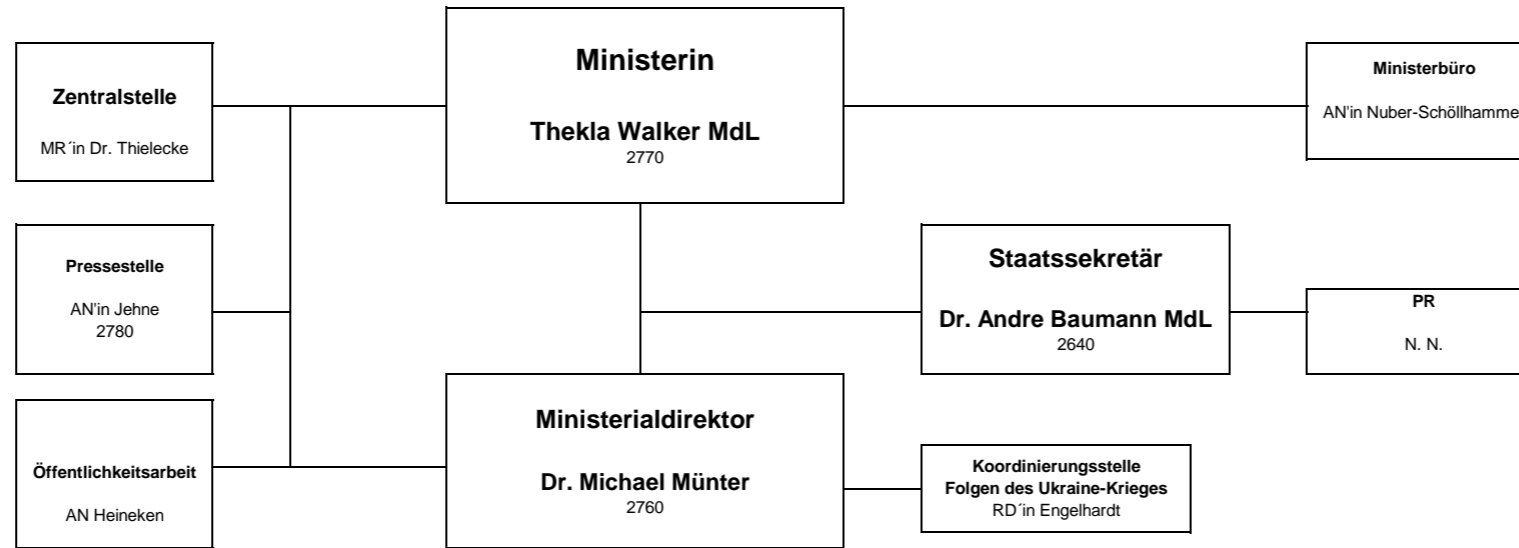 Ministerin
Thekla Walker MdL
2770
Zentralstelle
MR´in Dr. Thielecke
Ministerbüro
AN'in Nuber-Schöllhamme
Pressestelle
AN'in Jehne
2780
Staatssekretär
Dr. Andre Baumann MdL
2640
PR
N. N.
Öffentlichkeitsarbeit
AN Heineken
Ministerialdirektor
Dr. Michael Münter
2760
Koordinierungsstelle
Folgen des Ukraine-Krieges
RD´in Engelhardt